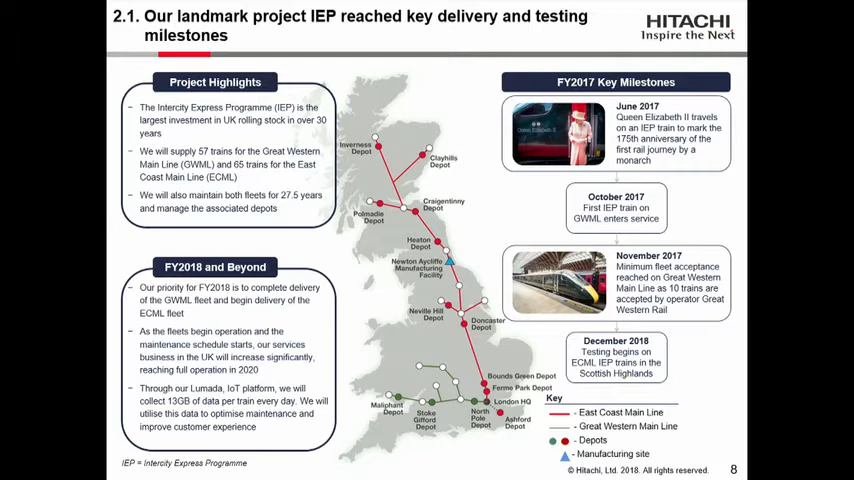 2.1. Our landmark project IEP reached key delivery and testing
milestones
HITACHI
Inspire the Next
Project Highlights
– The Intercity Express Programme (IEP) is the
largest investment in UK rolling stock in over 30
years
– We will supply 57 trains for the Great Western
Main Line (GWML) and 65 trains for the East
Coast Main Line (ECML)
– We will also maintain both fleets for 27.5 years
and manage the associated depots
FY2018 and Beyond
– Our priority for FY2018 is to complete delivery
of the GWML fleet and begin delivery of the
ECML fleet
– As the fleets begin operation and the
maintenance schedule starts, our services
business in the UK will increase significantly,
reaching full operation in 2020
– Through our Lumada, IoT platform, we will
collect 13GB of data per train every day. We will
utilise this data to optimise maintenance and
improve customer experience
IEP = Intercity Express Programme
Inverness
Depot
Clayhills
Depot
Craigentinny
Depot
Polmadie
Depot
Heaton
Depot
Newton Aycliffe
Manufacturing
Facility
Neville Hill
Depot
Doncaster
Depot
Bounds Green Depot
Ferme Park Depot
London HQ
Maliphant
Depot
Stoke
Gifford
Depot
North
Pole
Depot
Ashford
Depot
FY2017 Key Milestones
Queen Elizabeth II
June 2017
Queen Elizabeth II travels
on an IEP train to mark the
175th anniversary of the
first rail journey by a
monarch
October 2017
First IEP train on
GWML enters service
November 2017
Minimum fleet acceptance
reached on Great Western
Main Line as 10 trains are
accepted by operator Great
Western Rail
December 2018
Testing begins on
ECML IEP trains in the
Scottish Highlands
Key
- East Coast Main Line
- Great Western Main Line
- Depots
- Manufacturing site
© Hitachi, Ltd. 2018. All rights reserved.
8